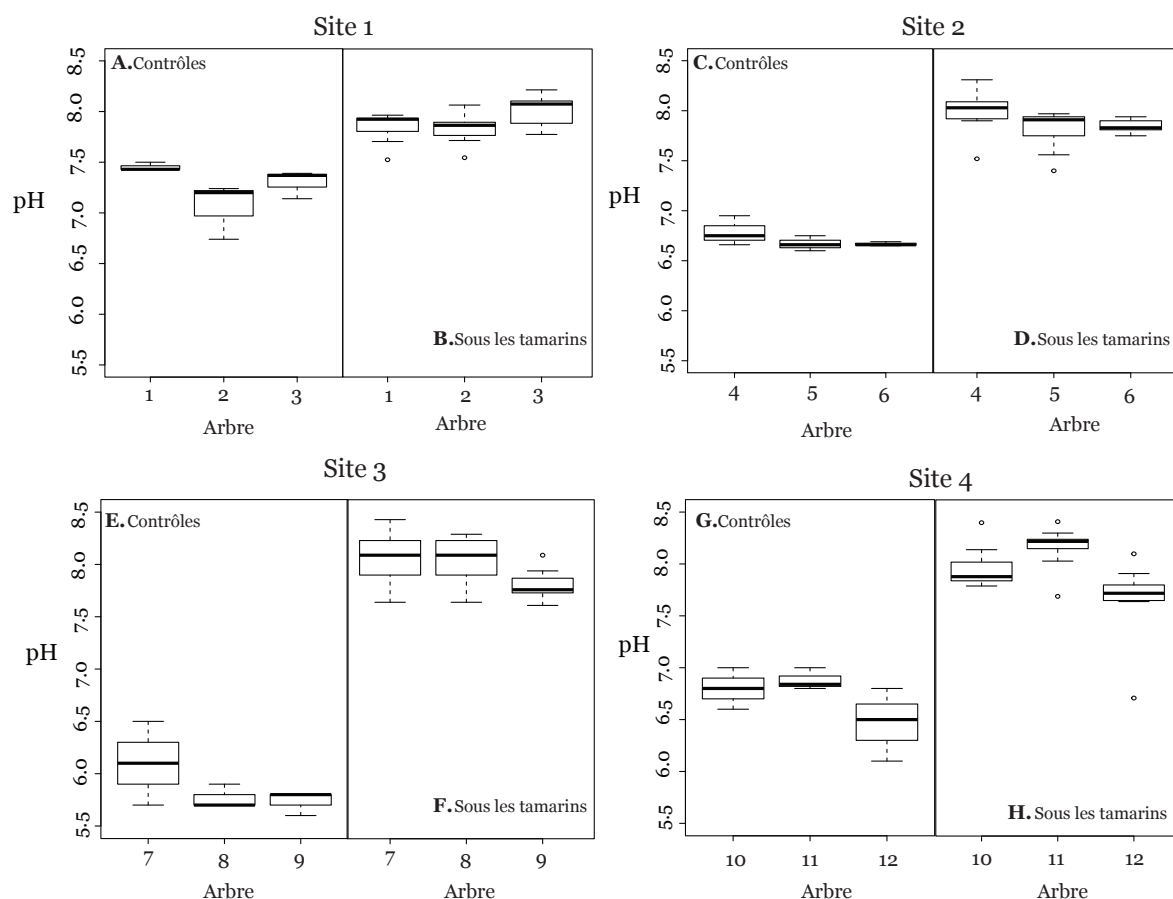 Site 1
A.Contrôles
pH
8.5
8.0
7.5
7.0
6.5
6.0
5.5
B.Sous les tamarins
1 2 3 1 2 3
Arbre Arbre
Site 2
C.Contrôles
pH
8.5
8.0
7.5
7.0
6.5
6.0
5.5
D.Sous les tamarins
4 5 6 4 5 6
Arbre Arbre
Site 3
E.Contrôles
pH
8.5
8.0
7.5
7.0
6.5
6.0
5.5
F.Sous les tamarins
7 8 9 7 8 9
Arbre Arbre
Site 4
G.Contrôles
pH
8.5
8.0
7.5
7.0
6.5
6.0
5.5
H.Sous les tamarins
10 11 12 10 11 12
Arbre Arbre